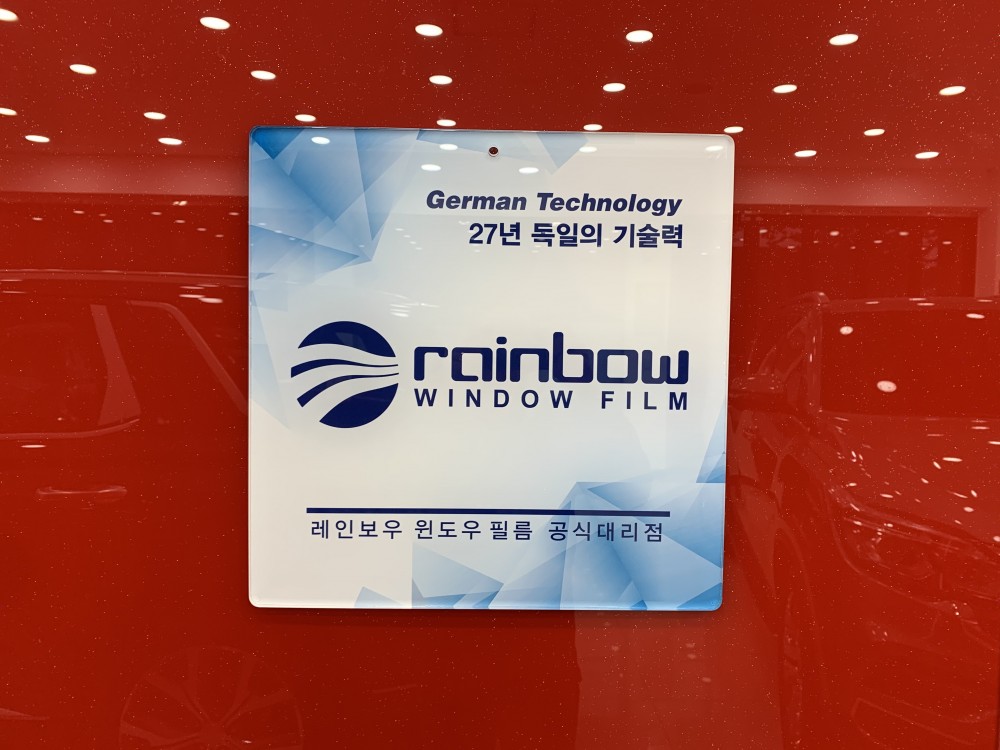 German Technology
27년 독일의 기술력
rainbow
WINDOW FILM
레인보우 윈도우 필름 공식대리점